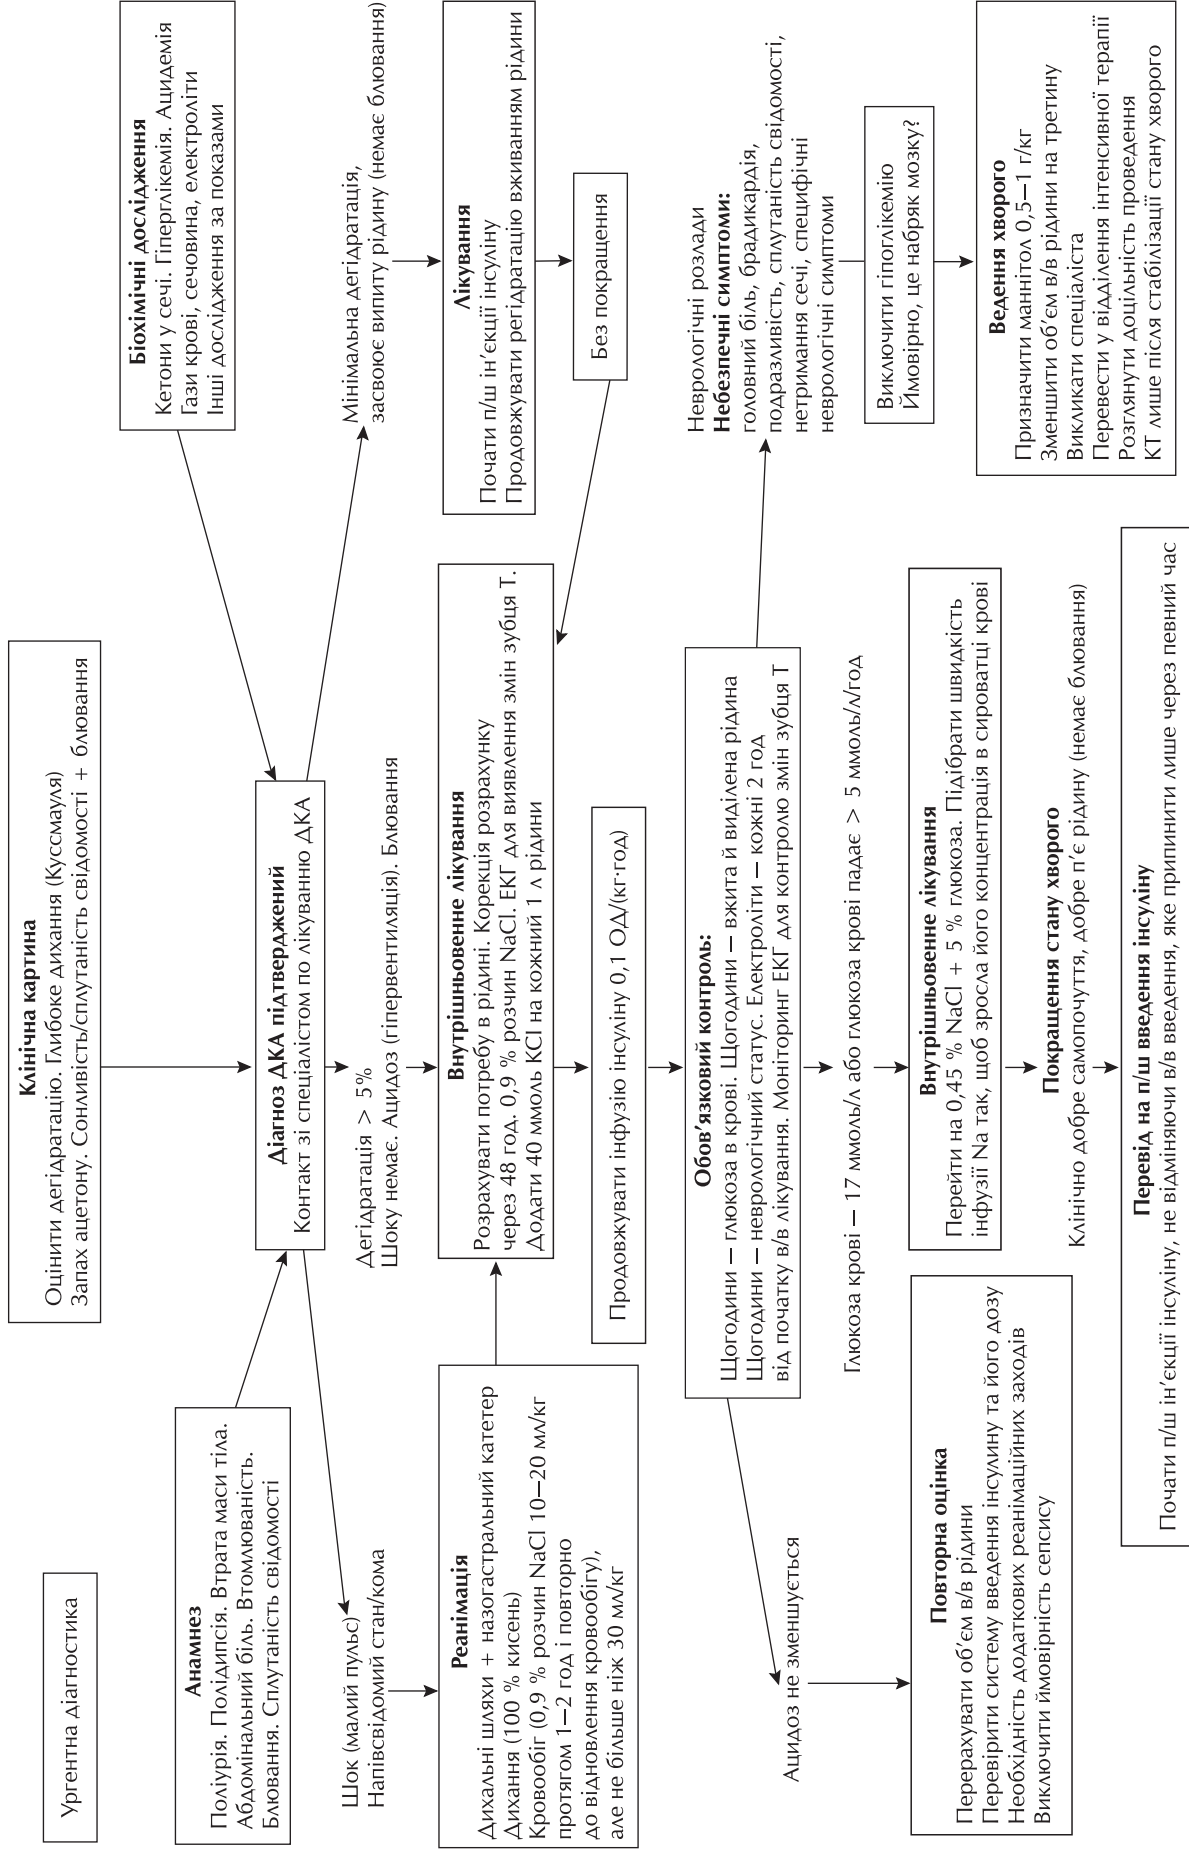 Ургентна діагностика
Клінічна картина
Оцінити дегідратацію. Глибоке дихання (Куссмауля)
Запах ацетону. Сонливість/сплутаність свідомості + блювання
Анамнез
Поліурія. Полідипсія. Втрата маси тіла.
Абдомінальний біль. Втомлюваність.
Блювання. Сплутаність свідомості
Біохімічні дослідження
Кетони у сечі. Гіперглікемія. Ацидемія
Гази крові, сечовина, електроліти
Інші дослідження за показами
Діагноз ДКА підтверджений
Контакт зі спеціалістом по лікуванню ДКА
Шок (малий пульс)
Напівсвідомий стан/кома
Дегідратація > 5%
Шоку немає. Ацидоз (гіпервентиляція). Блювання
Мінімальна дегідратація,
засвоює випиту рідину (немає блювання)
Реанімація
Дихальні шляхи + назогастральний катетер
Дихання (100 % кисень)
Кровообіг (0,9 % розчин NaCl 10—20 мл/кг
протягом 1—2 год і повторно
до відновлення кровообігу),
але не більше ніж 30 мл/кг
Внутрішньовенне лікування
Розрахувати потребу в рідині. Корекція розрахунку
через 48 год. 0,9 % розчин NaCl. ЕКГ для виявлення змін зубця Т.
Додати 40 ммоль KCl на кожний 1 л рідини
Лікування
Почати п/ш ін’єкції інсуліну
Продовжувати регідратацію вживанням рідини
Без покращення
Продовжувати інфузію інсуліну 0,1 ОД/(кг·год)
Обов’язковий контроль:
Щогодини — глюкоза в крові. Щогодини — вжита й виділена рідина
Щогодини — неврологічний статус. Електроліти — кожні 2 год
від початку в/в лікування. Моніторинг ЕКГ для контролю змін зубця Т
Неврологічні розлади
Небезпечні симптоми:
головний біль, брадикардія,
подразливість, сплутаність свідомості,
нетримання сечі, специфічні
неврологічні симптоми
Ацидоз не зменшується
Глюкоза крові — 17 ммоль/л або глюкоза крові падає > 5 ммоль/л/год
Виключити гіпоглікемію
Ймовірно, це набряк мозку?
Повторна оцінка
Перерахувати об’єм в/в рідини
Перевірити систему введення інсулину та його дозу
Необхідність додаткових реанімаційних заходів
Виключити ймовірність сепсису
Внутрішньовенне лікування
Перейти на 0,45 % NaCl + 5 % глюкоза. Підібрати швидкість
інфузії Na так, щоб зросла його концентрація в сироватці крові
Ведення хворого
Призначити маннітол 0,5—1 г/кг
Зменшити об’єм в/в рідини на третину
Викликати спеціаліста
Перевести у відділення інтенсивної терапії
Розглянути доцільність проведення
КТ лише після стабілізації стану хворого
Покращення стану хворого
Клінічно добре самопочуття, добре п’є рідину (немає блювання)
Перевід на п/ш введення інсуліну
Почати п/ш ін’єкції інсуліну, не відміняючи в/в введення, яке припинити лише через певний час